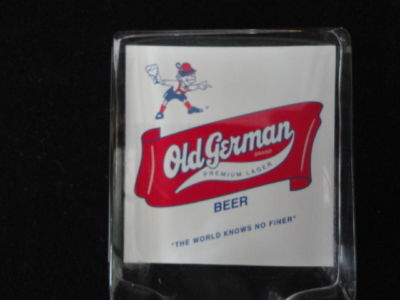 Old German
BRAND
PREMIUM LAGER
BEER
"THE WORLD KNOWS NO FINER"